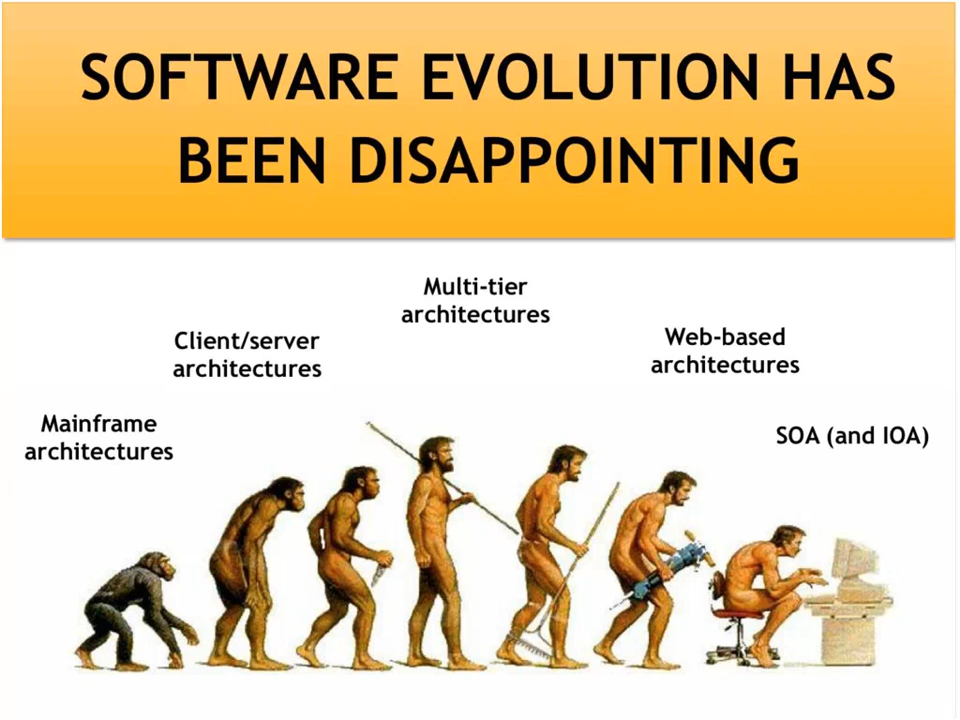 SOFTWARE EVOLUTION HAS
BEEN DISAPPOINTING
Mainframe
architectures
Client/server
architectures
Multi-tier
architectures
Web-based
architectures
SOA (and IOA)